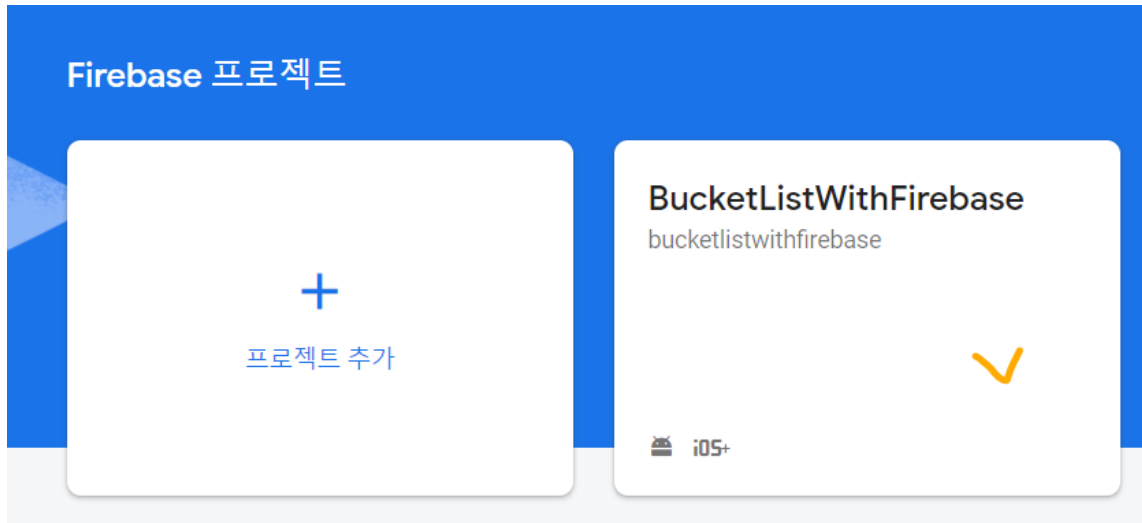 Firebase 프로젝트
프로젝트 추가
BucketListWithFirebase
bucketlistwithfirebase
iOS+